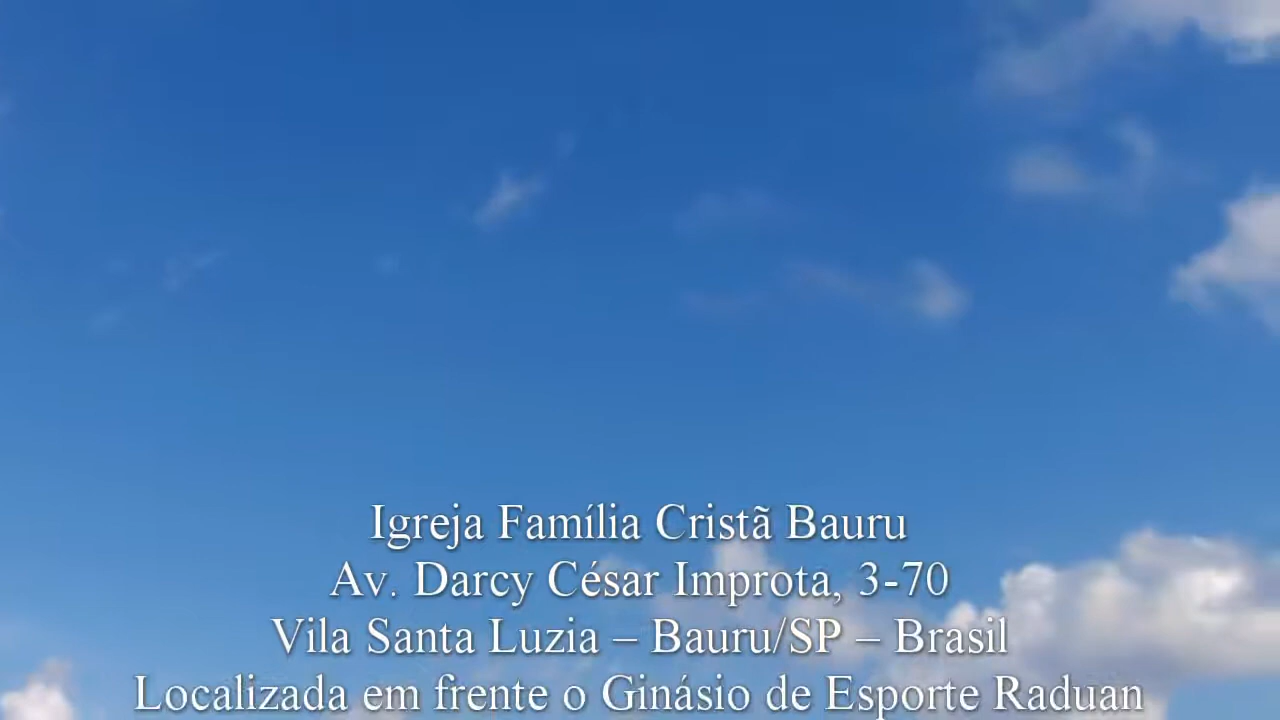 Igreja Família Cristã Bauru
Av. Darcy César Improta, 3-70
Vila Santa Luzia – Bauru/SP – Brasil
Localizada em frente o Ginásio de Esporte Raduan